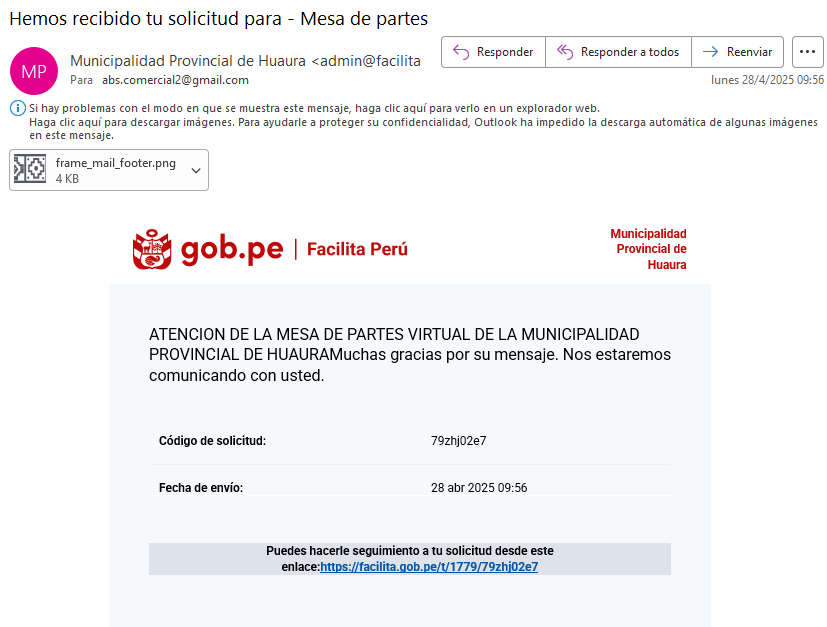 Hemos recibido tu solicitud para - Mesa de partes
MP
Municipalidad Provincial de Huaura <admin@facilita
Para abs.comercial2@gmail.com
Responder
Responder a todos
Reenviar
lunes 28/4/2025 09:56
Si hay problemas con el modo en que se muestra este mensaje, haga clic aquí para verlo en un explorador web.
Haga clic aquí para descargar imágenes. Para ayudarle a proteger su confidencialidad, Outlook ha impedido la descarga automática de algunas imágenes
en este mensaje.
frame_mail_footer.png
4 KB
gob.pe | Facilita Perú
Municipalidad
Provincial de
Huaura
ATENCION DE LA MESA DE PARTES VIRTUAL DE LA MUNICIPALIDAD
PROVINCIAL DE HUAURAMuchas gracias por su mensaje. Nos estaremos
comunicando con usted.
Código de solicitud: 79zhj02e7
Fecha de envío: 28 abr 2025 09:56
Puedes hacerle seguimiento a tu solicitud desde este
enlace:https://facilita.gob.pe/t/1779/79zhj02e7